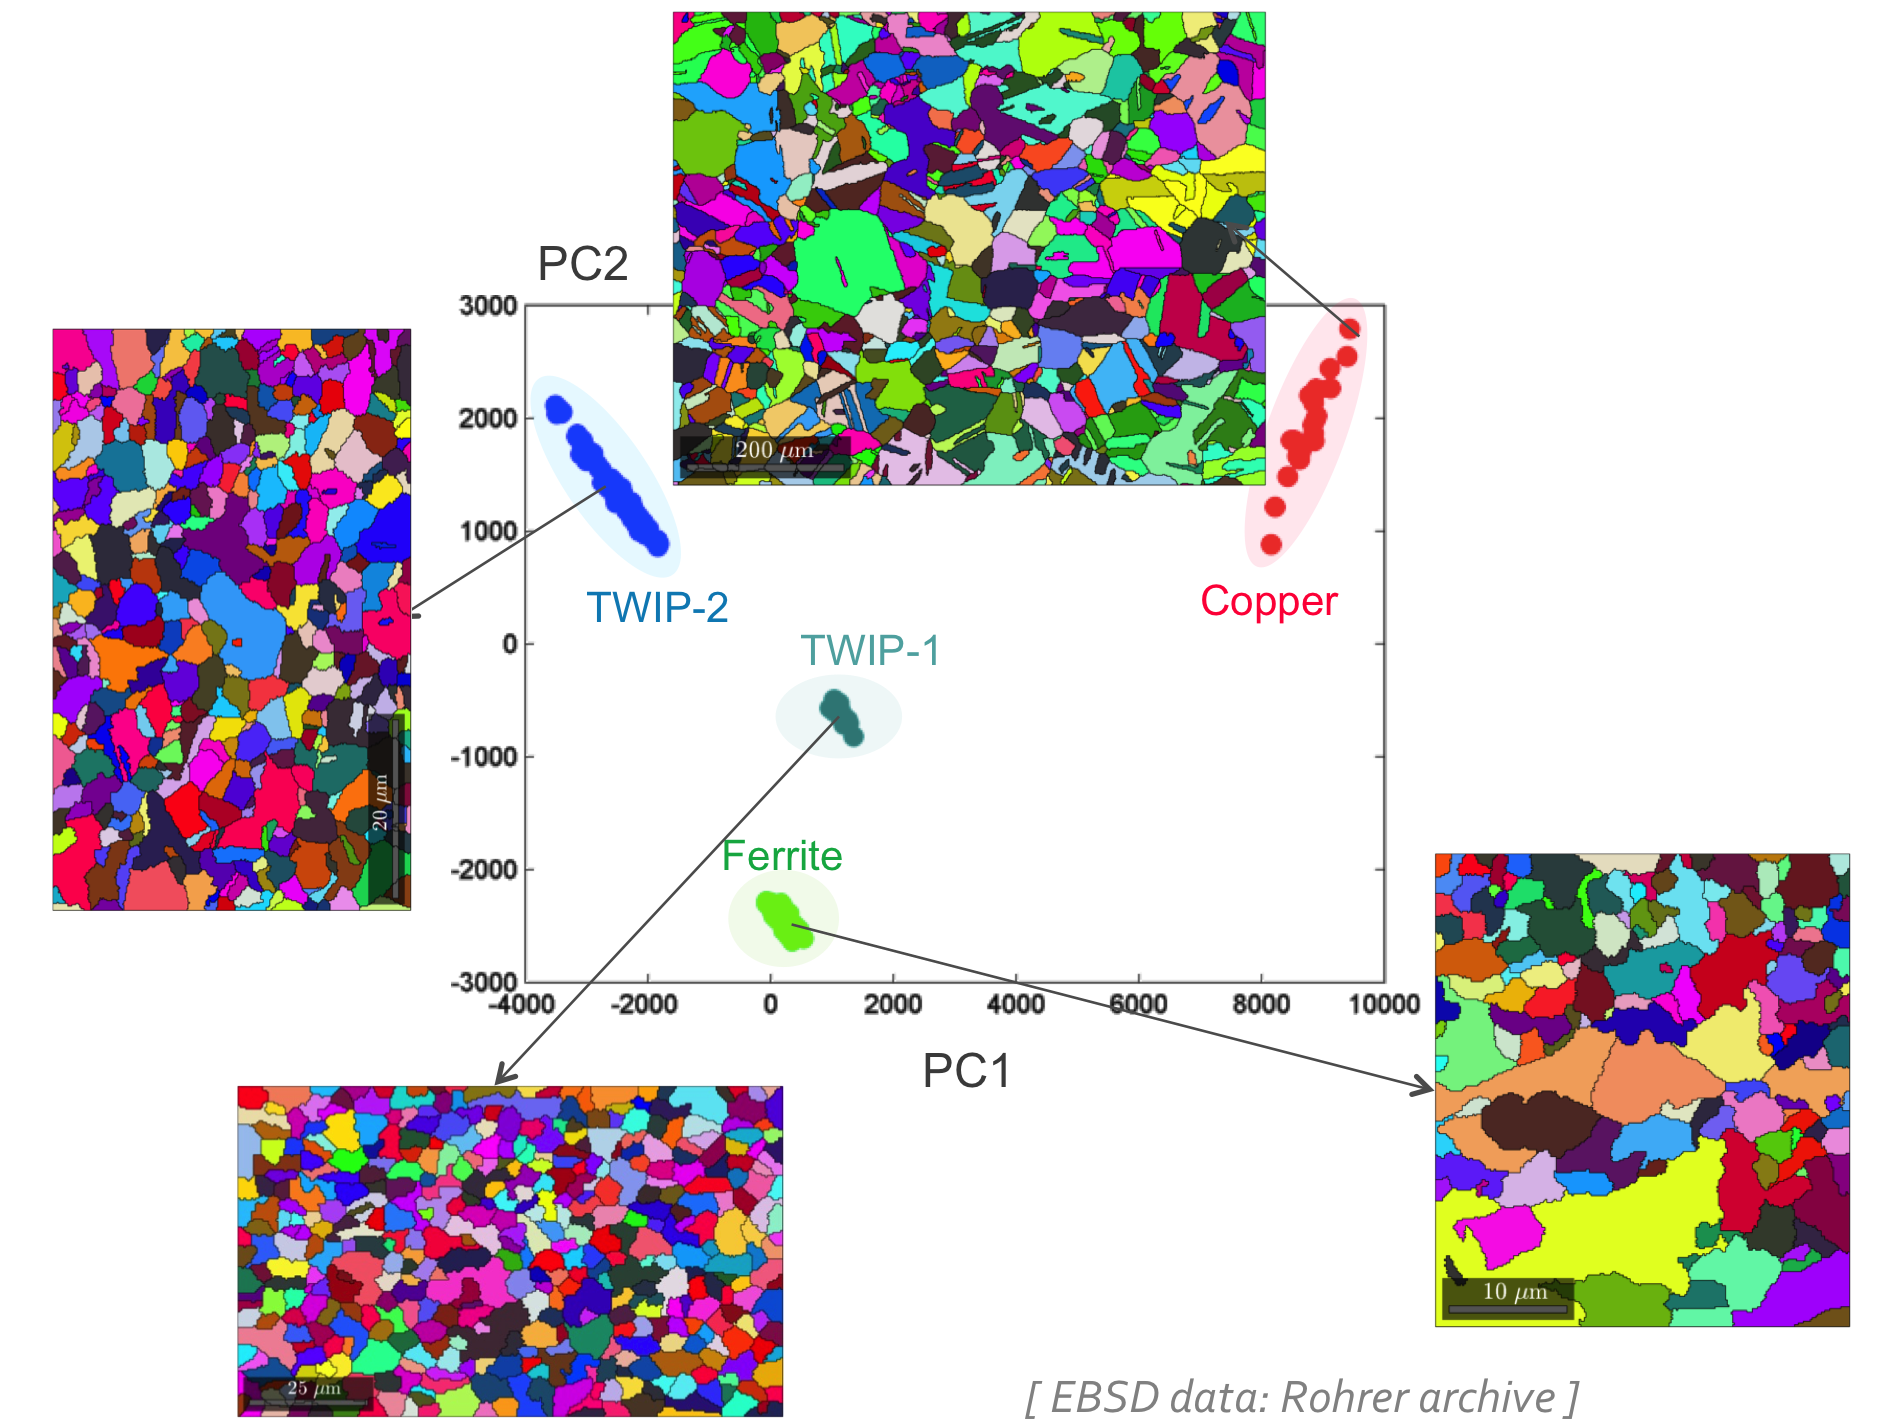 PC2
200 μm
3000
2000
1000
0
-1000
-2000
-3000
TWIP-2
Copper
TWIP-1
20 μm
Ferrite
-4000 -2000 0 2000 4000 6000 8000 10000
PC1
10 μm
25 μm
[ EBSD data: Rohrer archive ]